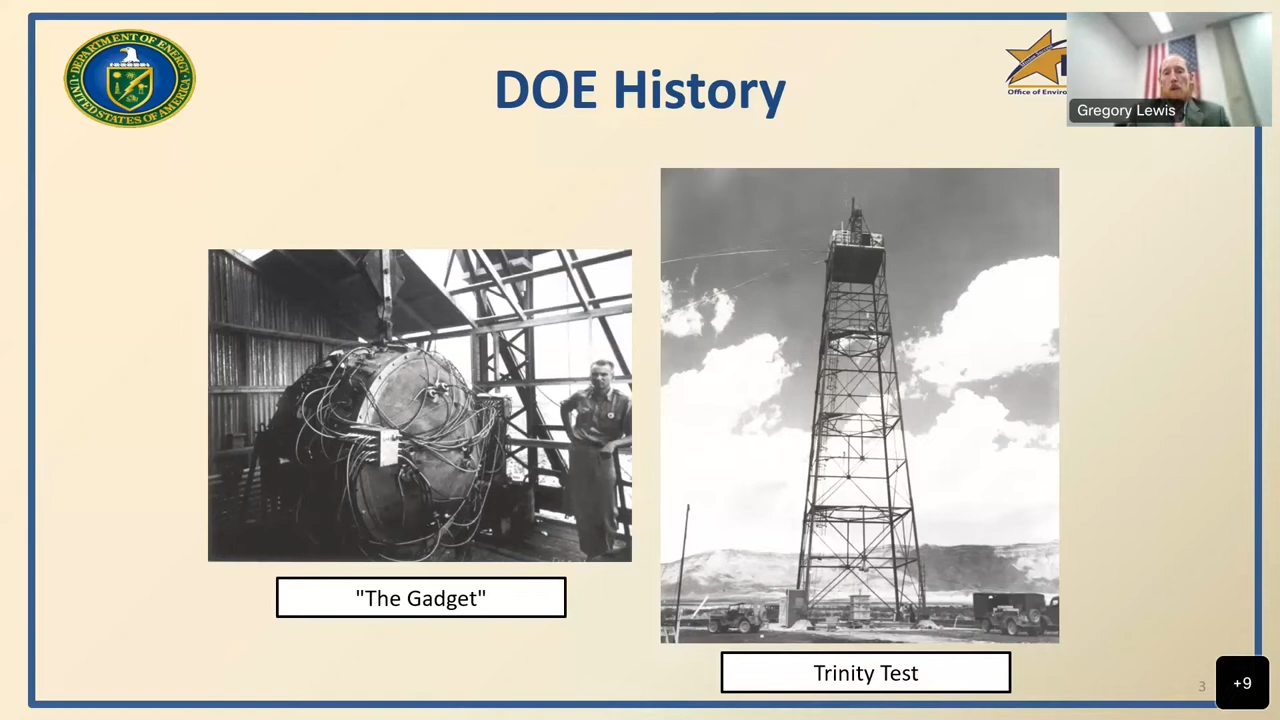 DEPARTMENT OF ENERGY
UNITED STATES OF AMERICA
DOE History
Office of Enviro
Gregory Lewis
"The Gadget"
Trinity Test
3
+9